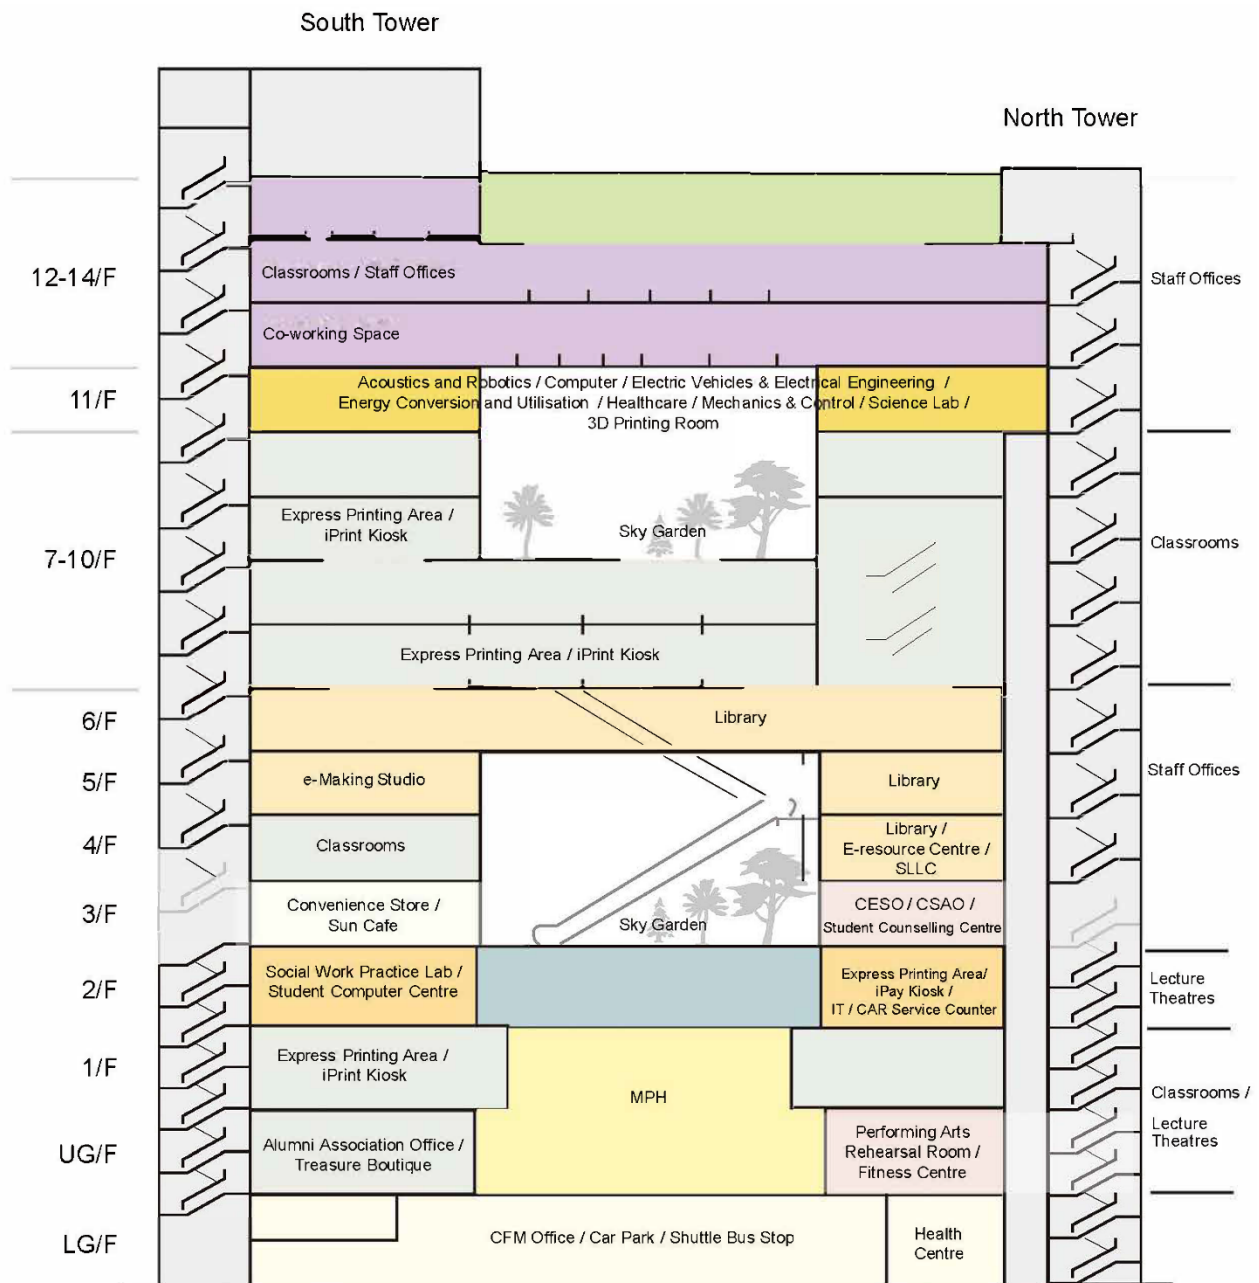 South Tower
North Tower
12-14/F
Classrooms / Staff Offices
Staff Offices
Co-working Space
11/F
Acoustics and Robotics / Computer / Electric Vehicles & Electrical Engineering /
Energy Conversion and Utilisation / Healthcare / Mechanics & Control / Science Lab /
3D Printing Room
7-10/F
Express Printing Area /
iPrint Kiosk
Sky Garden
Classrooms
Express Printing Area / iPrint Kiosk
6/F
Library
5/F
e-Making Studio
Library
Staff Offices
4/F
Classrooms
Library /
E-resource Centre /
SLLC
3/F
Convenience Store /
Sun Cafe
Sky Garden
CESO / CSAO /
Student Counselling Centre
2/F
Social Work Practice Lab /
Student Computer Centre
Express Printing Area/
iPay Kiosk /
IT / CAR Service Counter
Lecture
Theatres
1/F
Express Printing Area /
iPrint Kiosk
MPH
Classrooms /
Lecture
Theatres
UG/F
Alumni Association Office /
Treasure Boutique
Performing Arts
Rehearsal Room /
Fitness Centre
LG/F
CFM Office / Car Park / Shuttle Bus Stop
Health
Centre